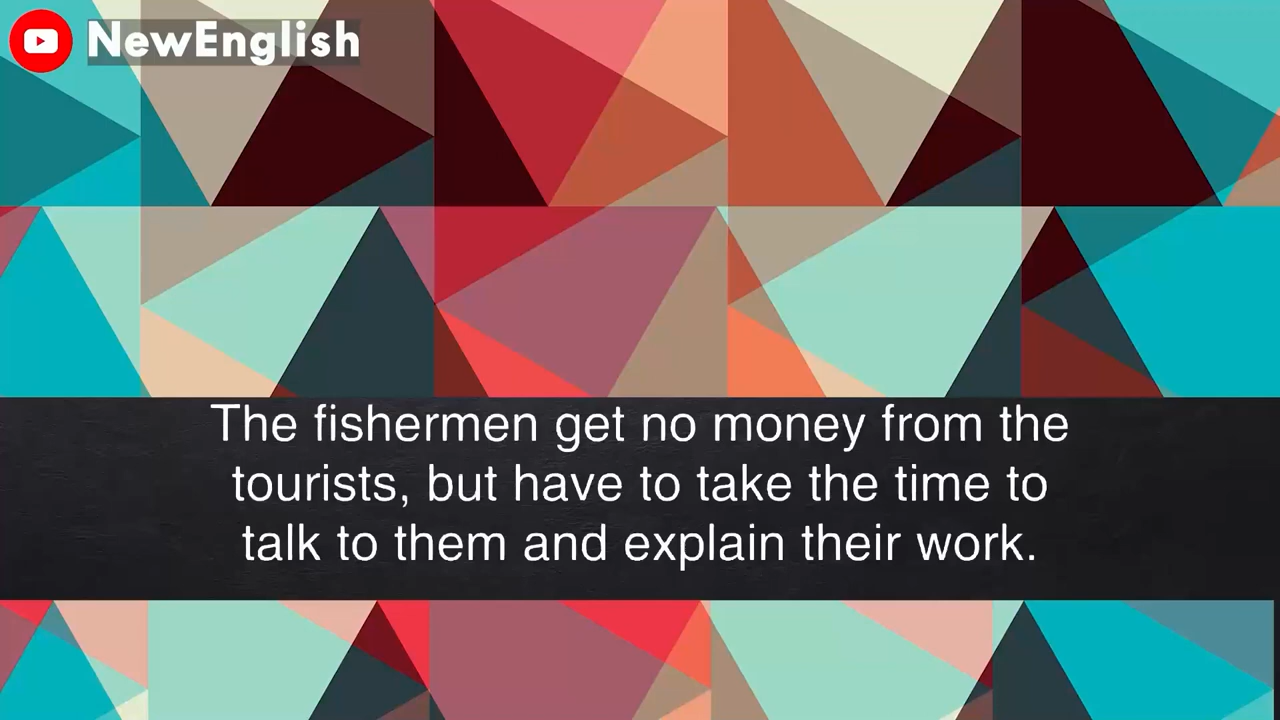 NewEnglish
The fishermen get no money from the
tourists, but have to take the time to
talk to them and explain their work.